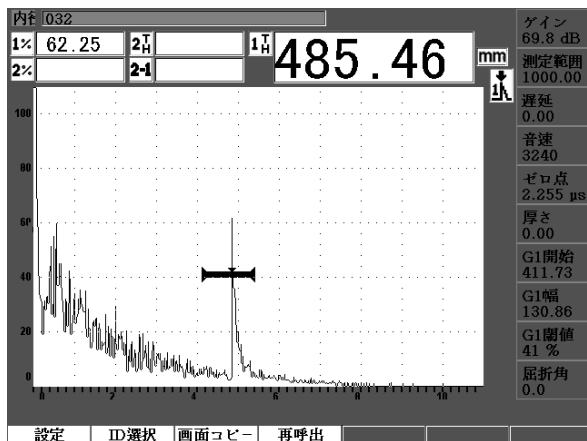 内径 032
1% 62.25 2TH 1TH 485.46 mm
2% 2-1
1
ゲイン
69.8 dB
測定範囲
1000.00
遅延
0.00
音速
3240
ゼロ点
2.255 µs
厚さ
0.00
G1開始
411.73
G1幅
130.86
G1閾値
41 %
屈折角
0.0
100
80
60
40
20
0
0 2 4 6 8 10
設定 ID選択 画面コピー 再呼出